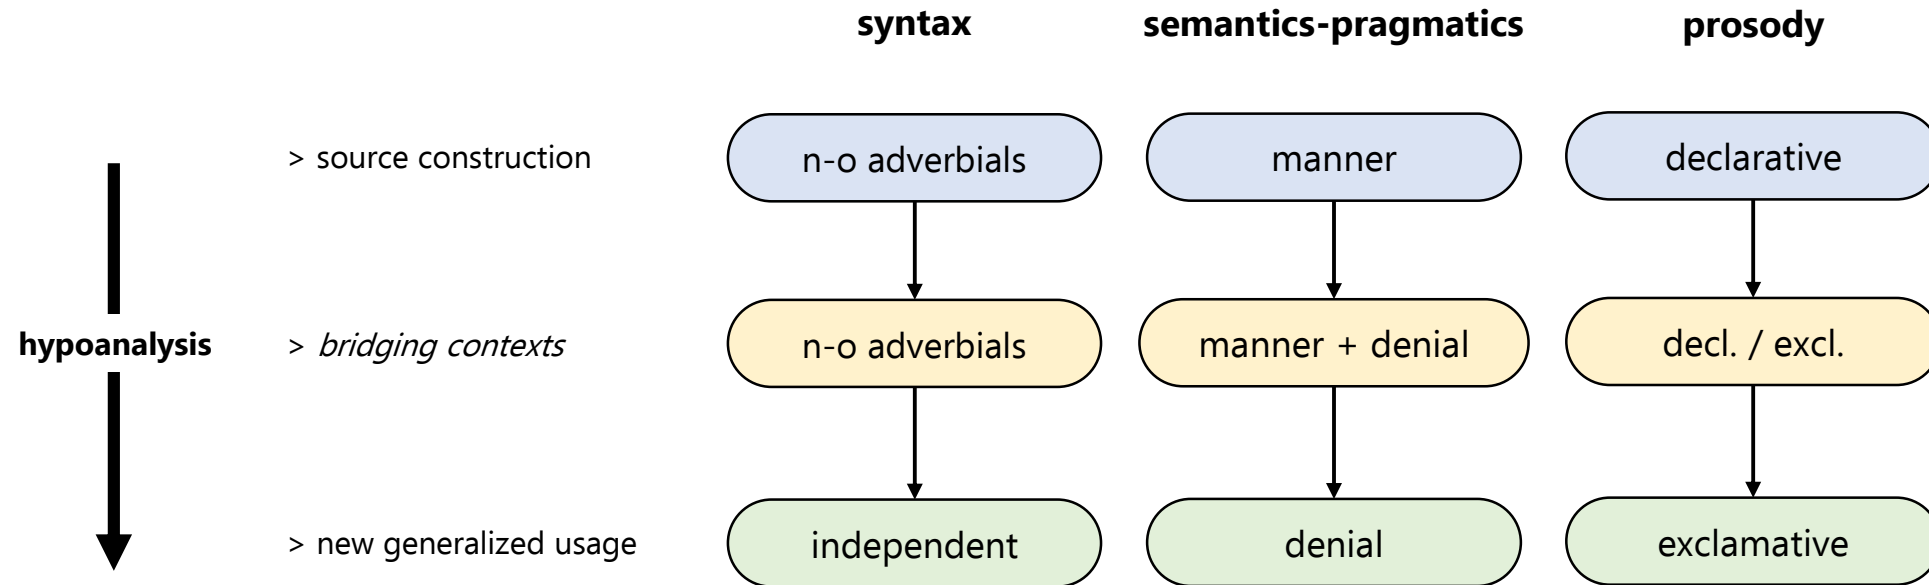 syntax semantics-pragmatics prosody
> source construction n-o adverbials manner declarative
hypoanalysis > bridging contexts n-o adverbials manner + denial decl. / excl.
> new generalized usage independent denial exclamative